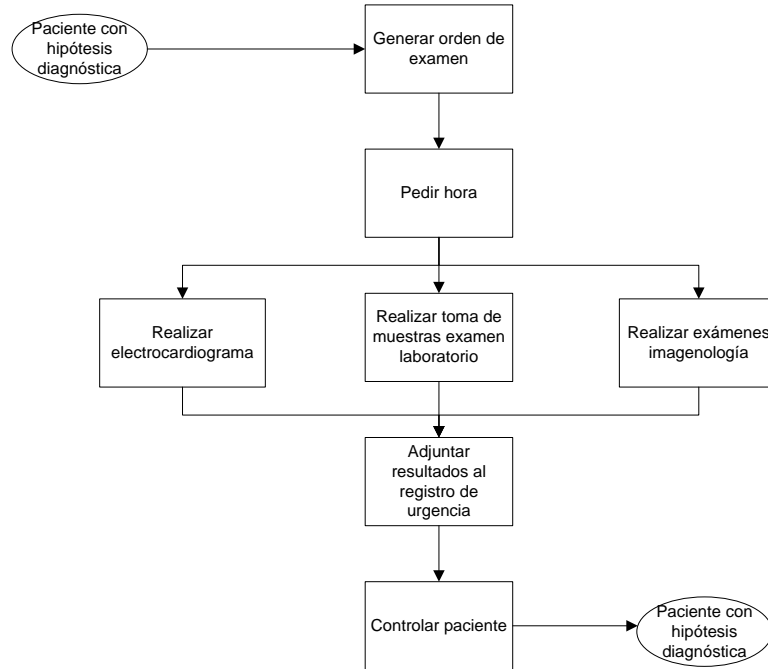 Paciente con
hipótesis
diagnóstica
Generar orden de
examen
Pedir hora
Realizar
electrocardiograma
Realizar toma de
muestras examen
laboratorio
Realizar exámenes
imagenología
Adjuntar
resultados al
registro de
urgencia
Controlar paciente
Paciente con
hipótesis
diagnóstica